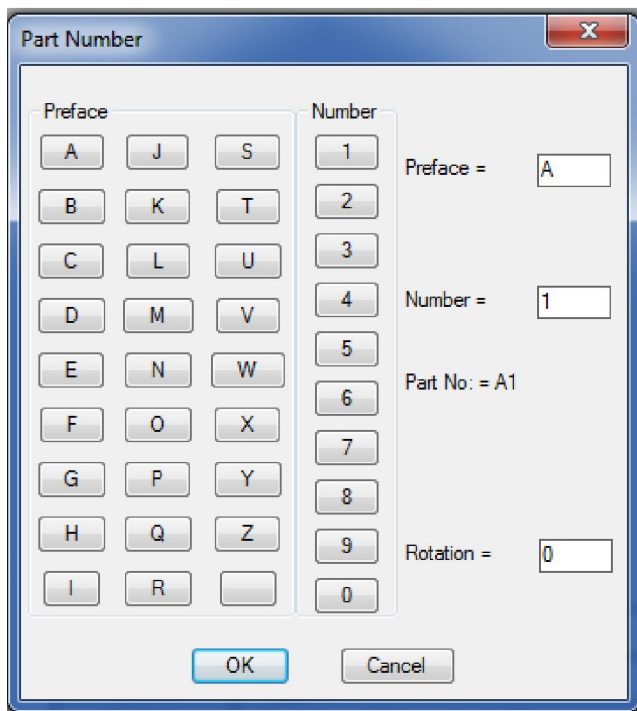 Part Number
Preface
A J S
B K T
C L U
D M V
E N W
F O X
G P Y
H Q Z
I R
Number
1
2
3
4
5
6
7
8
9
0
Preface = A
Number = 1
Part No: = A1
Rotation = 0
OK Cancel